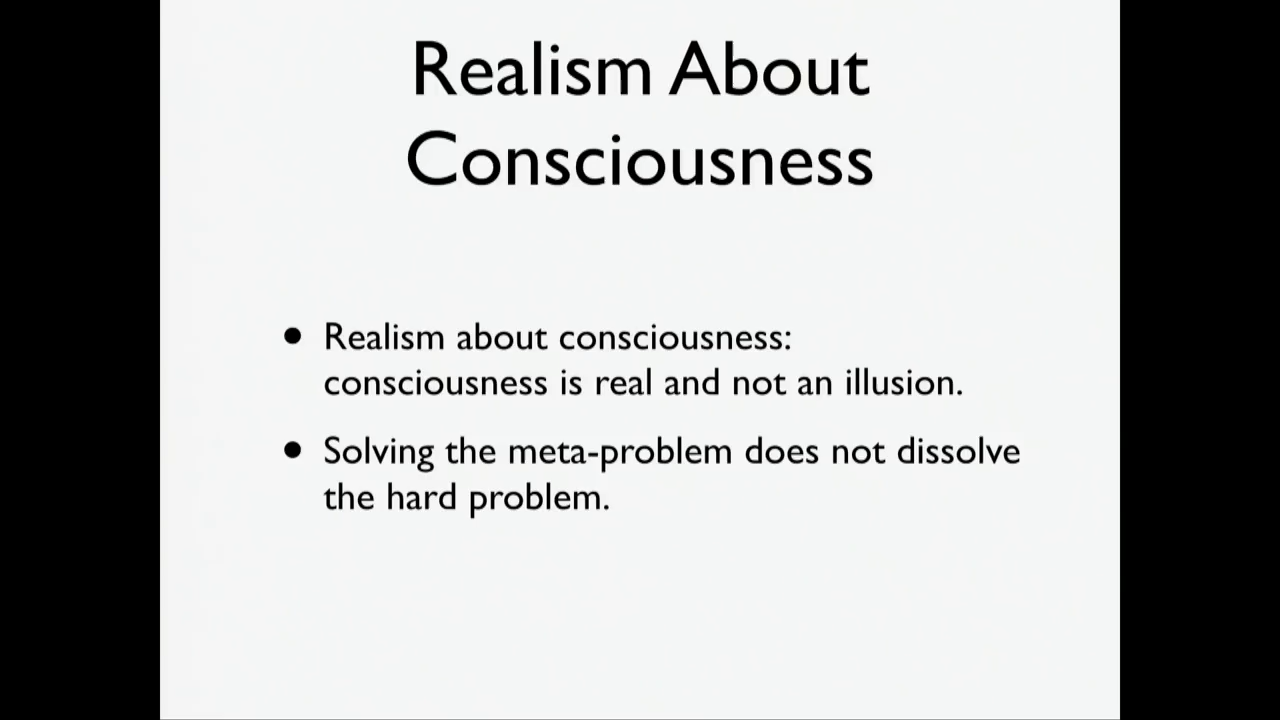 Realism About
Consciousness
• Realism about consciousness:
consciousness is real and not an illusion.
• Solving the meta-problem does not dissolve
the hard problem.